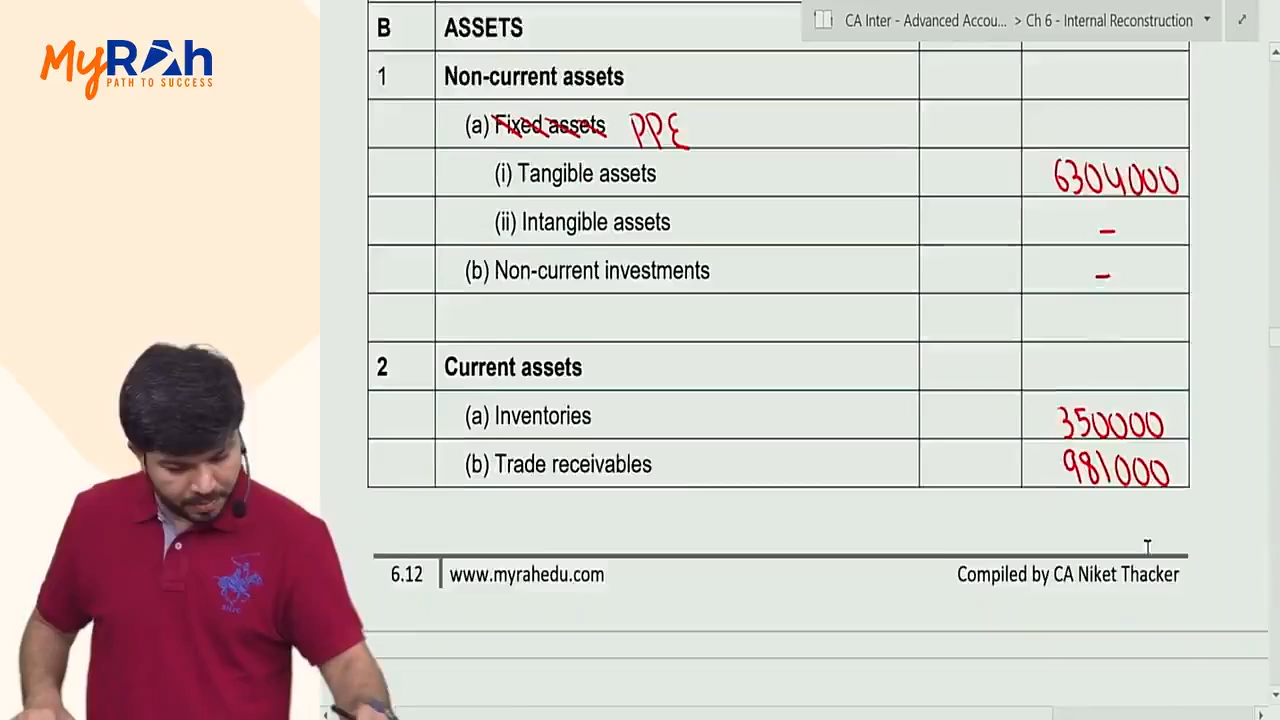 MyRAh
PATH TO SUCCESS
CA Inter - Advanced Accou... > Ch 6 - Internal Reconstruction
B ASSETS
1 Non-current assets
(a) Fixed assets PPE
(i) Tangible assets 6304000
(ii) Intangible assets –
(b) Non-current investments –
2 Current assets
(a) Inventories 350000
(b) Trade receivables 981000
6.12 www.myrahedu.com Compiled by CA Niket Thacker